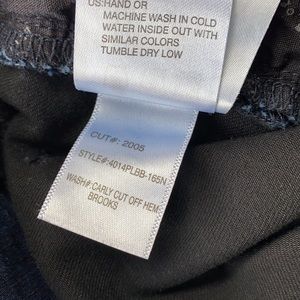 US:HAND OR
MACHINE WASH IN COLD
WATER INSIDE OUT WITH
SIMILAR COLORS
TUMBLE DRY LOW
CUT#: 2005
STYLE#:4014PLBB-165N
WASH#:CARLY CUT OFF HEM
BROOKS